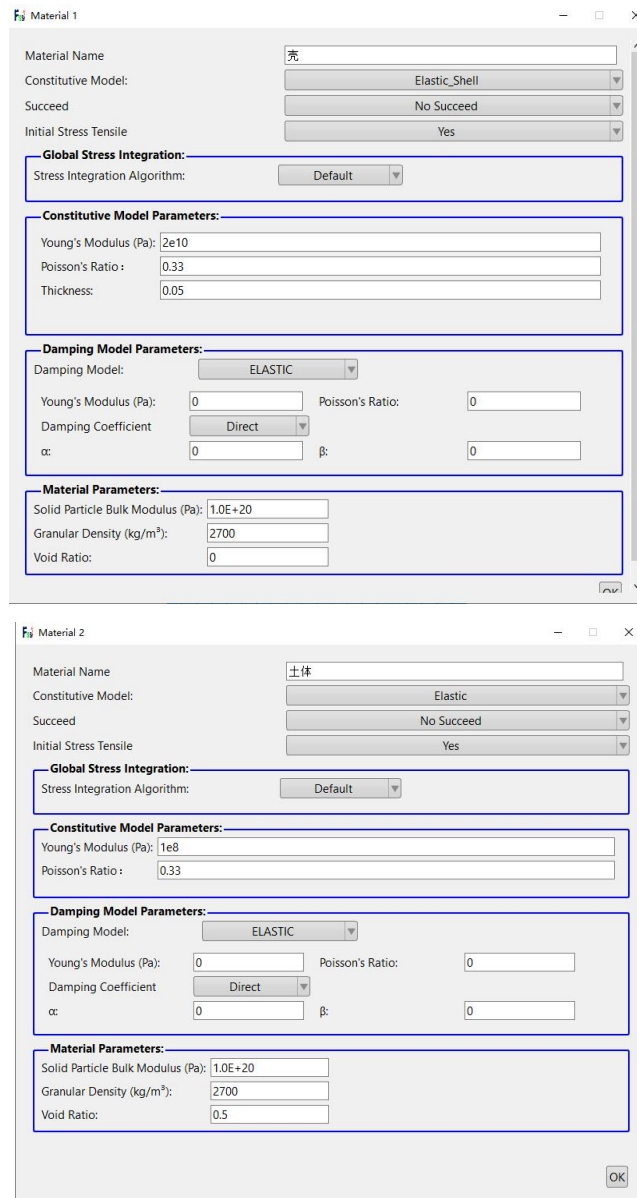 Material 1
Material Name 壳
Constitutive Model: Elastic_Shell
Succeed No Succeed
Initial Stress Tensile Yes
Global Stress Integration:
Stress Integration Algorithm: Default
Constitutive Model Parameters:
Young's Modulus (Pa): 2e10
Poisson's Ratio： 0.33
Thickness: 0.05
Damping Model Parameters:
Damping Model: ELASTIC
Young's Modulus (Pa): 0 Poisson's Ratio: 0
Damping Coefficient Direct
α: 0 β: 0
Material Parameters:
Solid Particle Bulk Modulus (Pa): 1.0E+20
Granular Density (kg/m³): 2700
Void Ratio: 0
OK
Material 2
Material Name 土体
Constitutive Model: Elastic
Succeed No Succeed
Initial Stress Tensile Yes
Global Stress Integration:
Stress Integration Algorithm: Default
Constitutive Model Parameters:
Young's Modulus (Pa): 1e8
Poisson's Ratio： 0.33
Damping Model Parameters:
Damping Model: ELASTIC
Young's Modulus (Pa): 0 Poisson's Ratio: 0
Damping Coefficient Direct
α: 0 β: 0
Material Parameters:
Solid Particle Bulk Modulus (Pa): 1.0E+20
Granular Density (kg/m³): 2700
Void Ratio: 0.5
OK